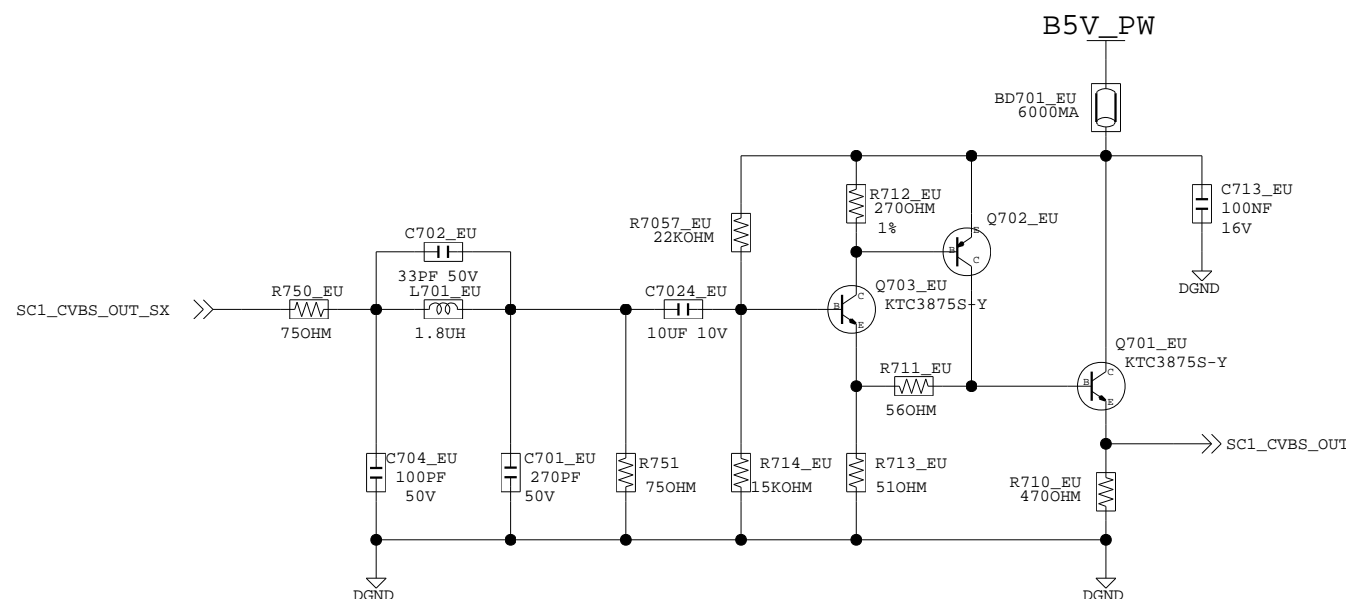 B5V_PW
BD701_EU
6000MA
R7057_EU
22KOHM
R712_EU
270OHM
1%
Q702_EU
B
E
C
C713_EU
100NF
16V
DGND
C702_EU
33PF 50V
SC1_CVBS_OUT_SX
R750_EU
75OHM
L701_EU
1.8UH
C7024_EU
10UF 10V
Q703_EU
KTC3875S-Y
B
C
E
R711_EU
56OHM
Q701_EU
KTC3875S-Y
B
C
E
SC1_CVBS_OUT
C704_EU
100PF
50V
C701_EU
270PF
50V
R751
75OHM
R714_EU
15KOHM
R713_EU
51OHM
R710_EU
470OHM
DGND
DGND